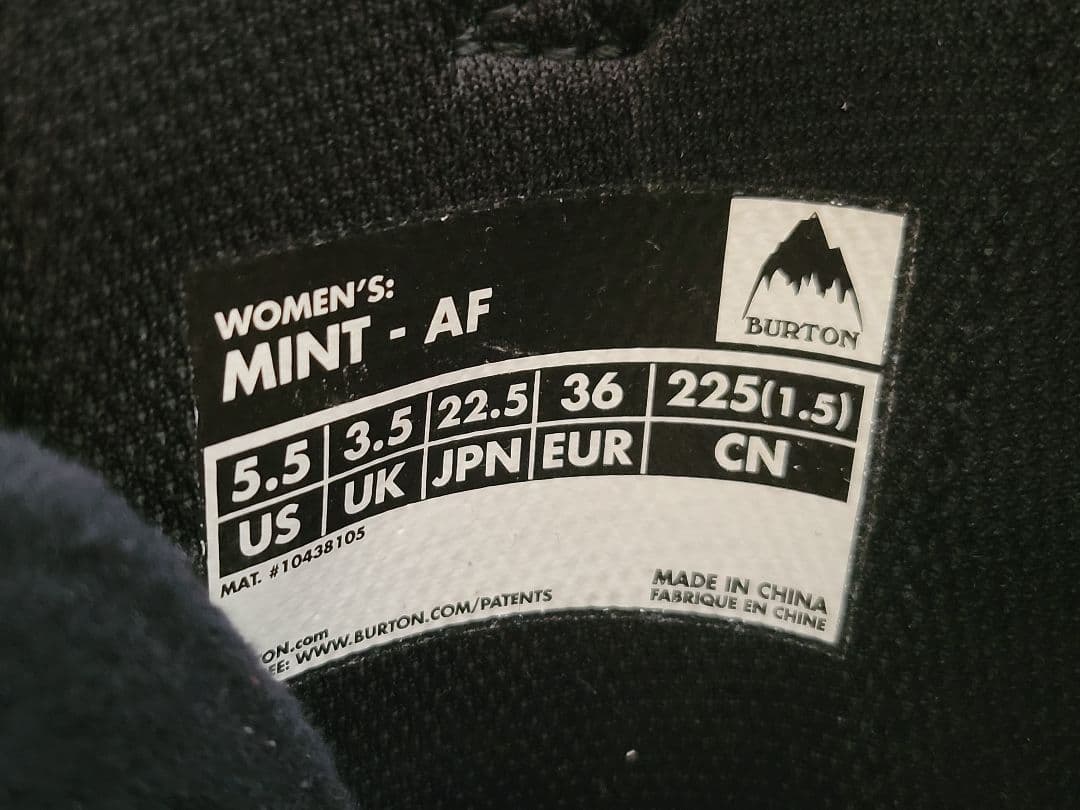 WOMEN'S:
MINT - AF
BURTON
5.5 3.5 22.5 36 225(1.5)
US UK JPN EUR CN
MAT. #10438105
MADE IN CHINA
FABRIQUE EN CHINE
WWW.BURTON.COM/PATENTS